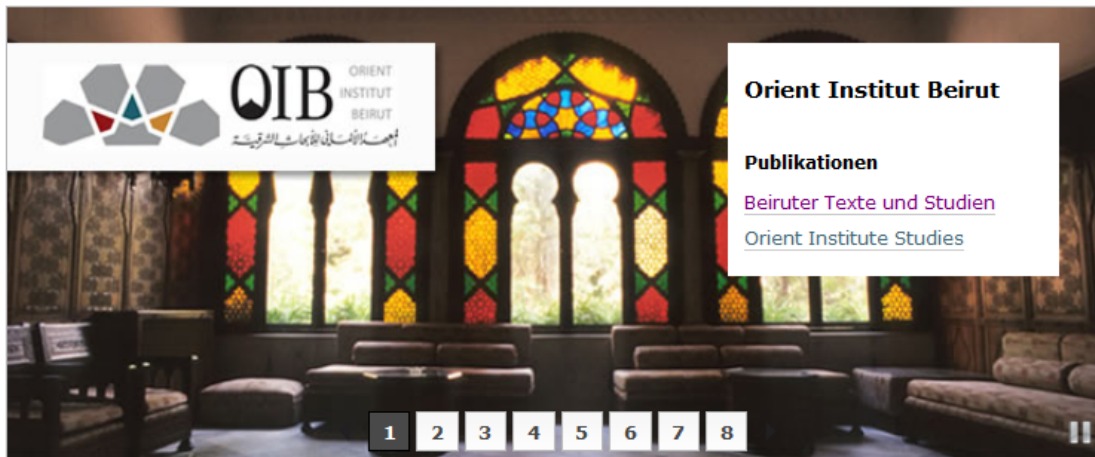 OIB
ORIENT
INSTITUT
BEIRUT
المعهد الألماني للأبحاث الشرقية
Orient Institut Beirut
Publikationen
Beiruter Texte und Studien
Orient Institute Studies
1 2 3 4 5 6 7 8